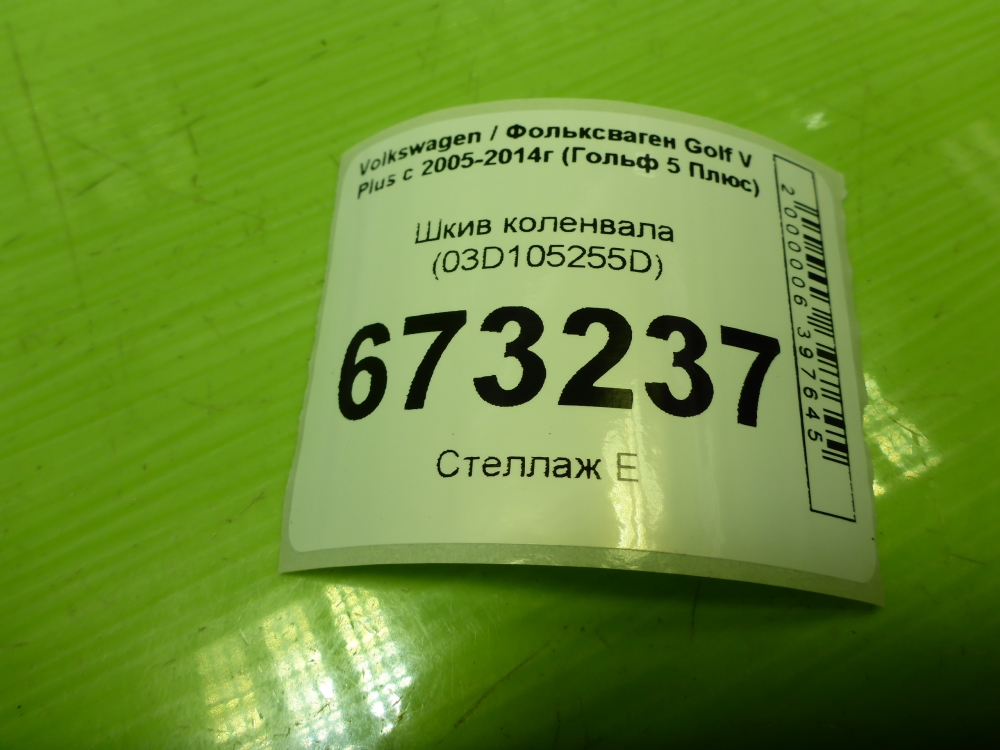 Volkswagen / Фольксваген Golf V
Plus с 2005-2014г (Гольф 5 Плюс)
Шкив коленвала
(03D105255D)
673237
Стеллаж E
2000006397645